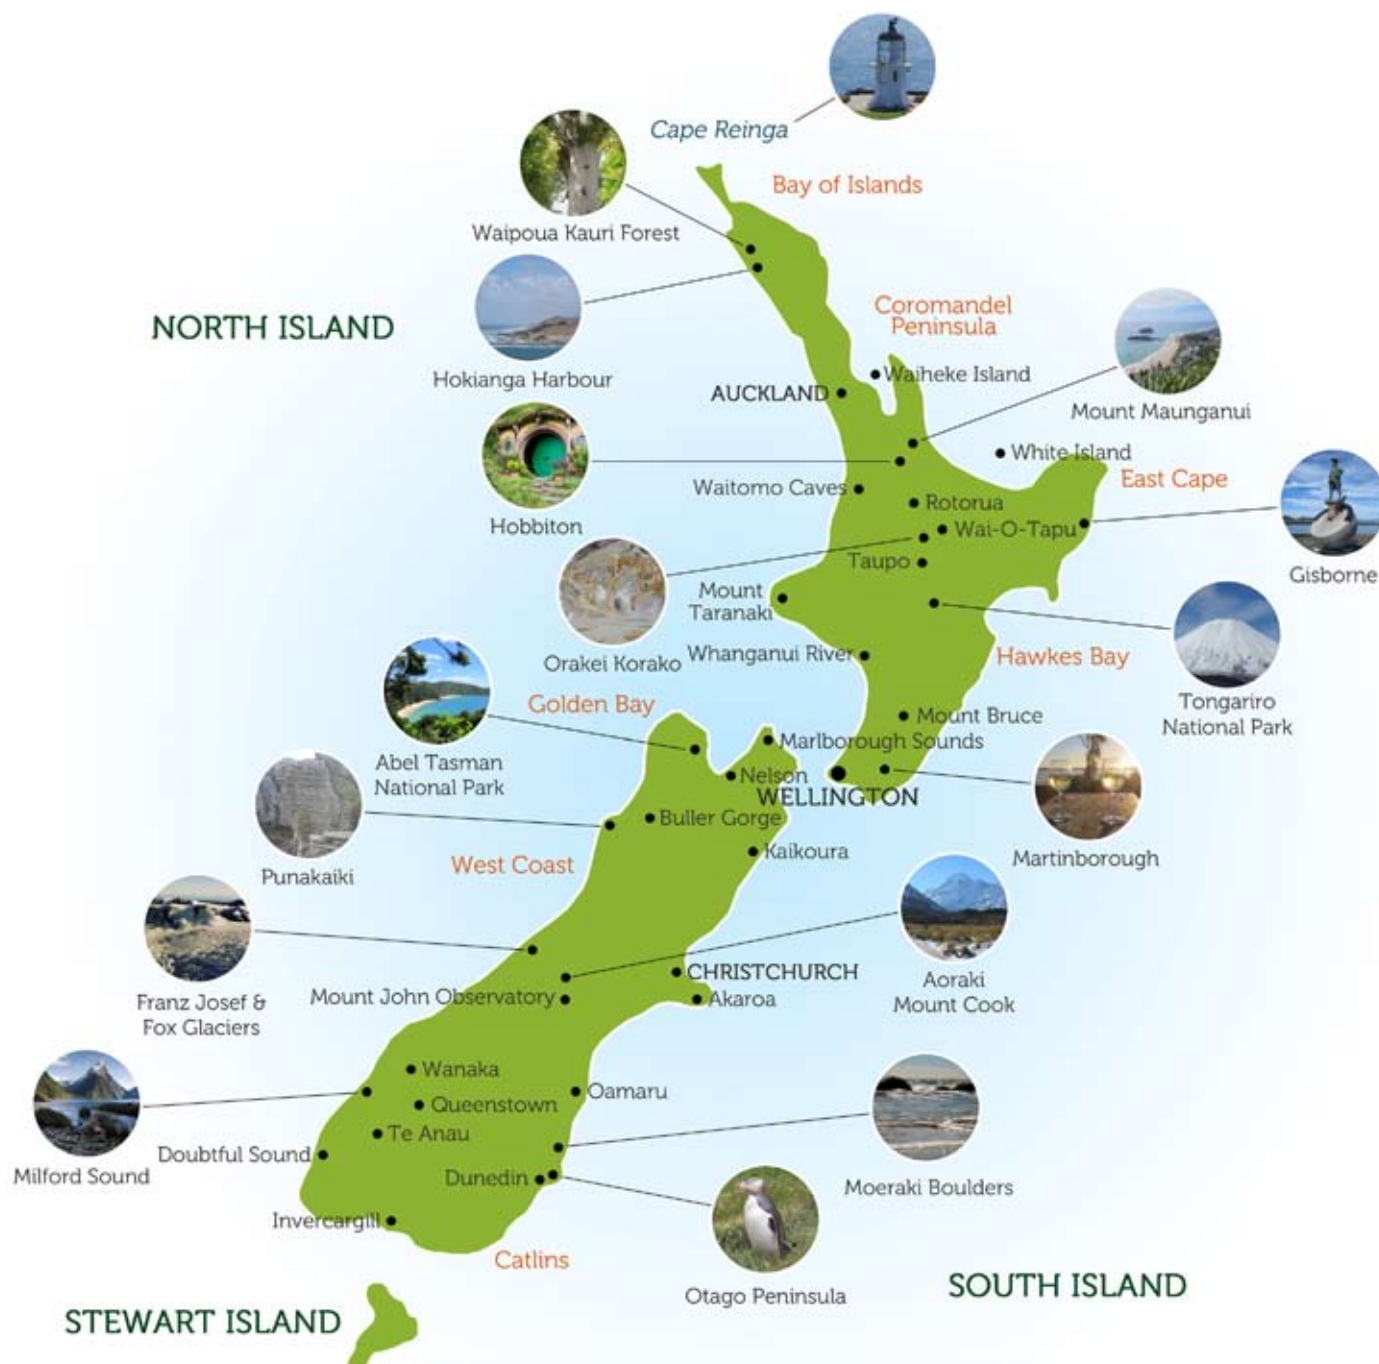 Cape Reinga
Bay of Islands
Waipoua Kauri Forest
NORTH ISLAND
Coromandel
Peninsula
Hokianga Harbour
Waiheke Island
AUCKLAND
Mount Maunganui
White Island
East Cape
Waitomo Caves
Rotorua
Hobbiton
Wai-O-Tapu
Taupo
Gisborne
Mount
Taranaki
Orakei Korako
Whanganui River
Hawkes Bay
Tongariro
National Park
Golden Bay
Mount Bruce
Marlborough Sounds
Abel Tasman
National Park
Nelson
WELLINGTON
Buller Gorge
Kaikoura
Martinborough
West Coast
Punakaiki
CHRISTCHURCH
Aoraki
Mount Cook
Franz Josef &
Fox Glaciers
Mount John Observatory
Akaroa
Wanaka
Oamaru
Queenstown
Te Anau
Doubtful Sound
Milford Sound
Dunedin
Moeraki Boulders
Invercargill
Catlins
Otago Peninsula
SOUTH ISLAND
STEWART ISLAND